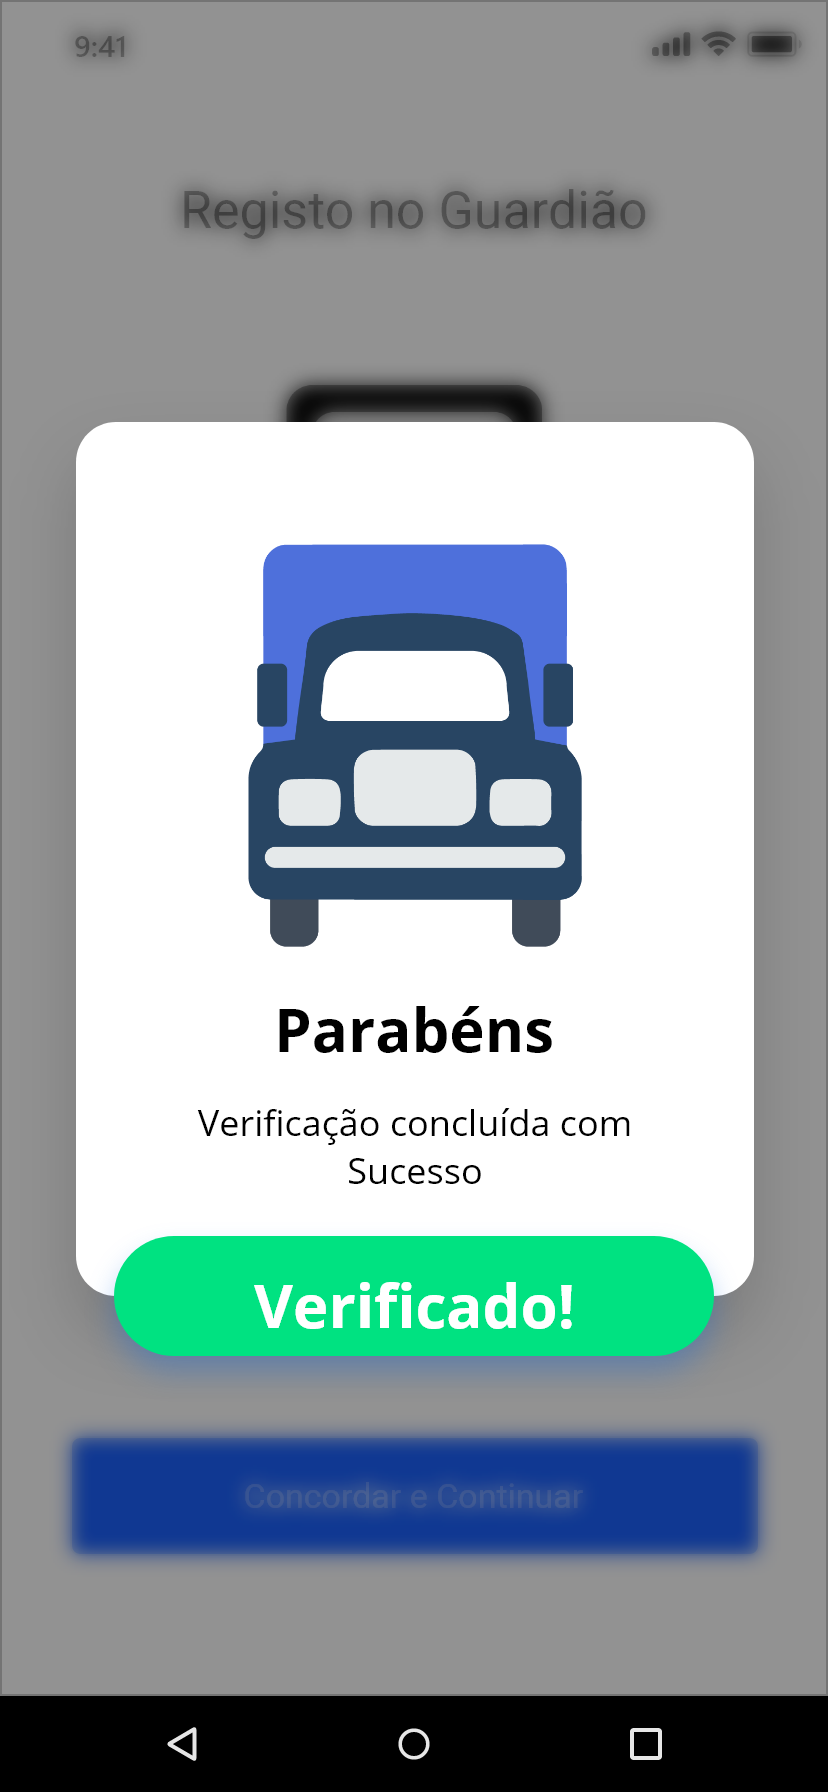 9:41
Registo no Guardião
Parabéns
Verificação concluída com
Sucesso
Verificado!
Concordar e Continuar